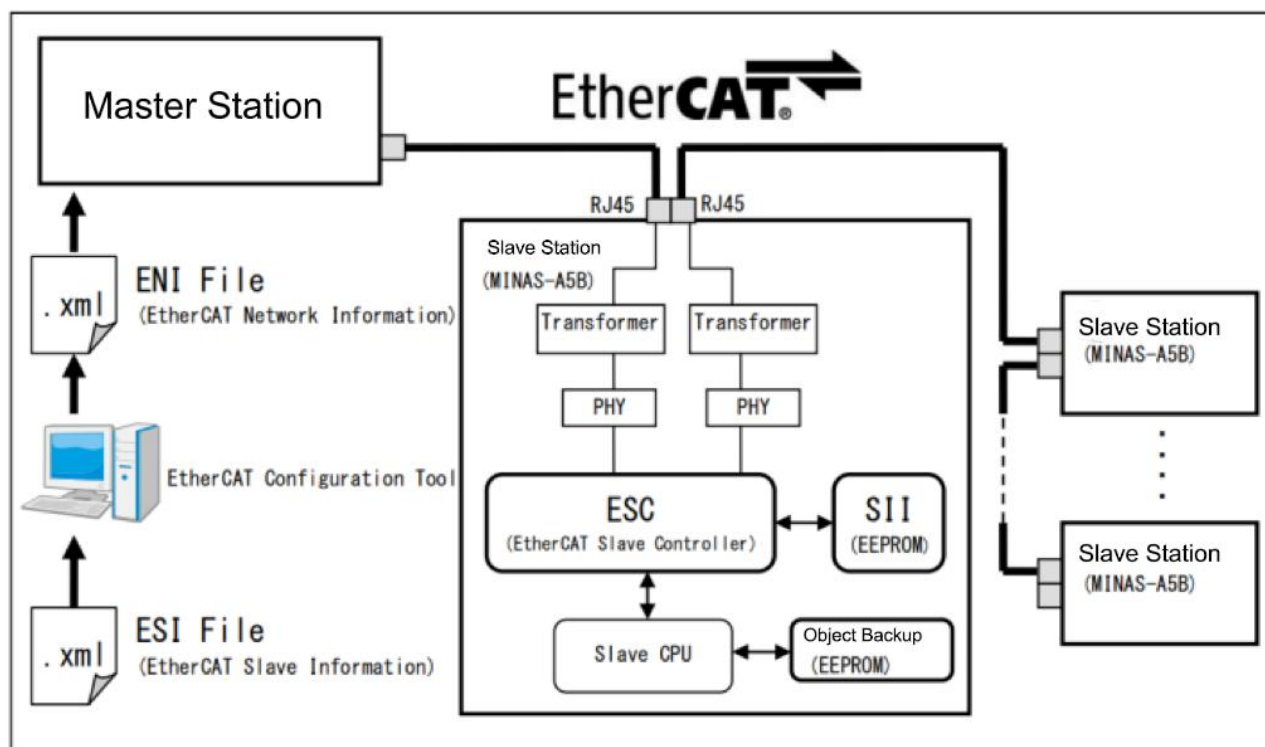 Master Station
EtherCAT®
RJ45
RJ45
Slave Station
(MINAS-A5B)
.xml
ENI File
(EtherCAT Network Information)
Transformer
Transformer
Slave Station
(MINAS-A5B)
PHY
PHY
EtherCAT Configuration Tool
ESC
(EtherCAT Slave Controller)
SII
(EEPROM)
Slave Station
(MINAS-A5B)
.xml
ESI File
(EtherCAT Slave Information)
Slave CPU
Object Backup
(EEPROM)